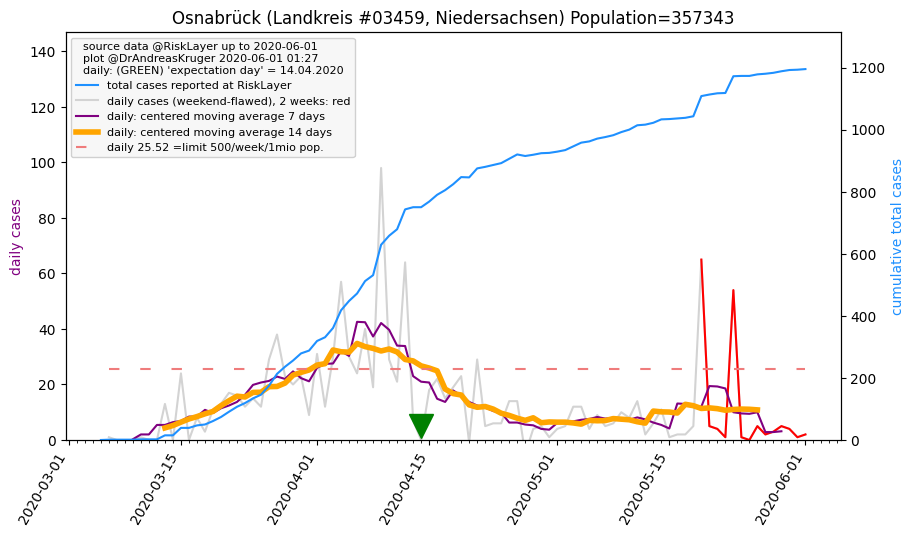 Osnabrück (Landkreis #03459, Niedersachsen) Population=357343
source data @RiskLayer up to 2020-06-01
plot @DrAndreasKruger 2020-06-01 01:27
daily: (GREEN) 'expectation day' = 14.04.2020
total cases reported at RiskLayer
daily cases (weekend-flawed), 2 weeks: red
daily: centered moving average 7 days
daily: centered moving average 14 days
daily 25.52 =limit 500/week/1mio pop.
daily cases
140
120
100
80
60
40
20
0
cumulative total cases
1200
1000
800
600
400
200
0
2020-03-01
2020-03-15
2020-04-01
2020-04-15
2020-05-01
2020-05-15
2020-06-01